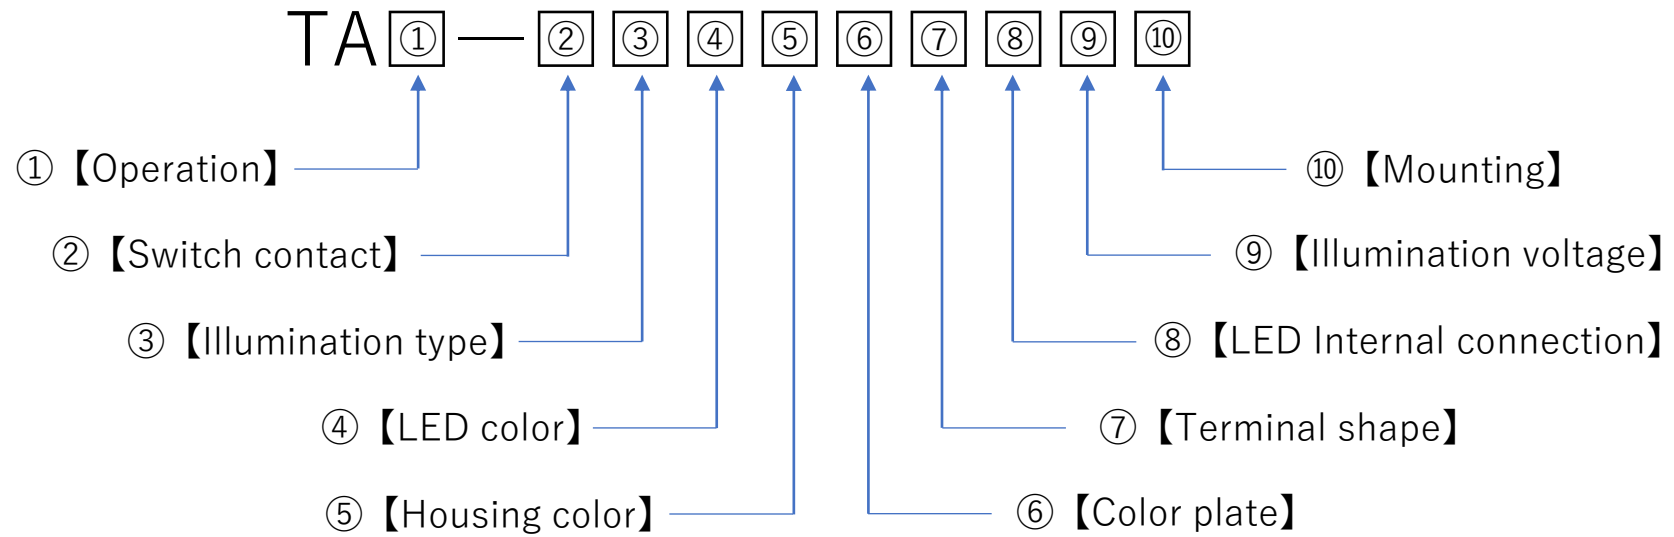 TA①—②③④⑤⑥⑦⑧⑨⑩
①【Operation】
⑩【Mounting】
②【Switch contact】
⑨【Illumination voltage】
③【Illumination type】
⑧【LED Internal connection】
④【LED color】
⑦【Terminal shape】
⑤【Housing color】
⑥【Color plate】